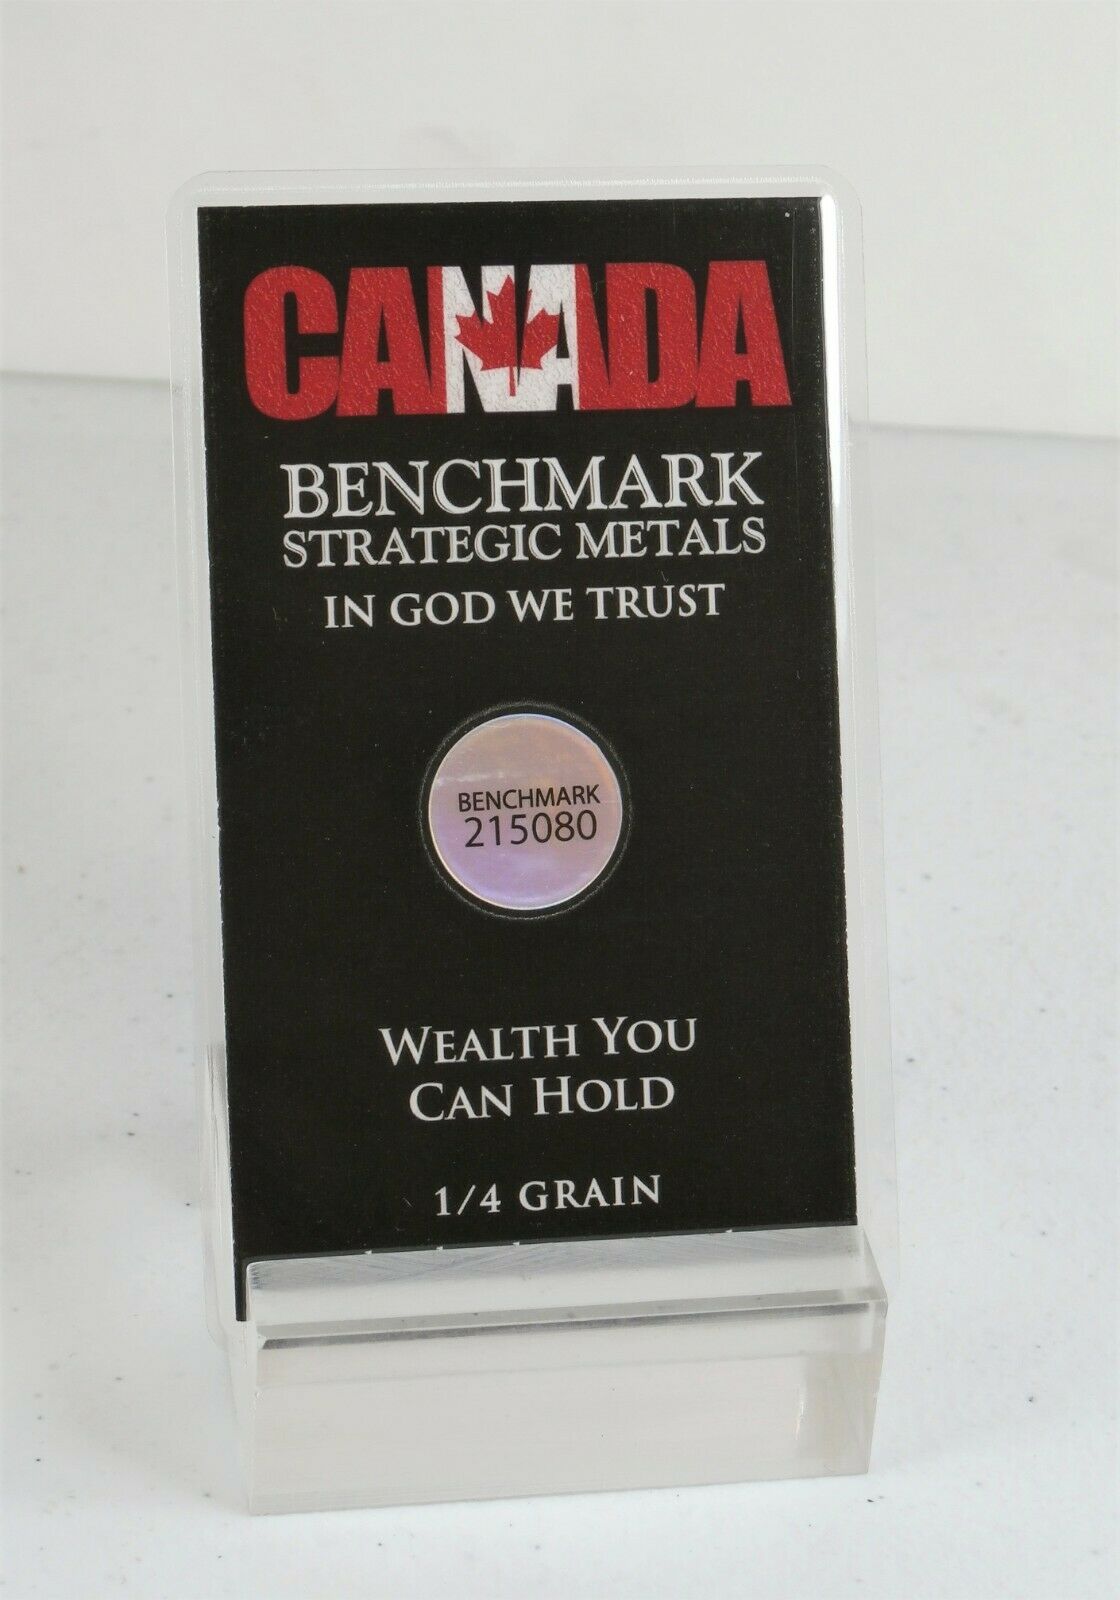 CANADA
BENCHMARK
STRATEGIC METALS
IN GOD WE TRUST
BENCHMARK
215080
WEALTH YOU
CAN HOLD
1/4 GRAIN